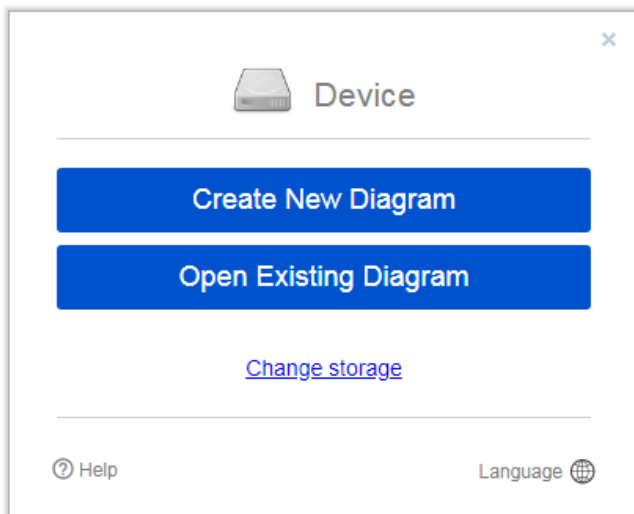 Device
Create New Diagram
Open Existing Diagram
Change storage
Help
Language